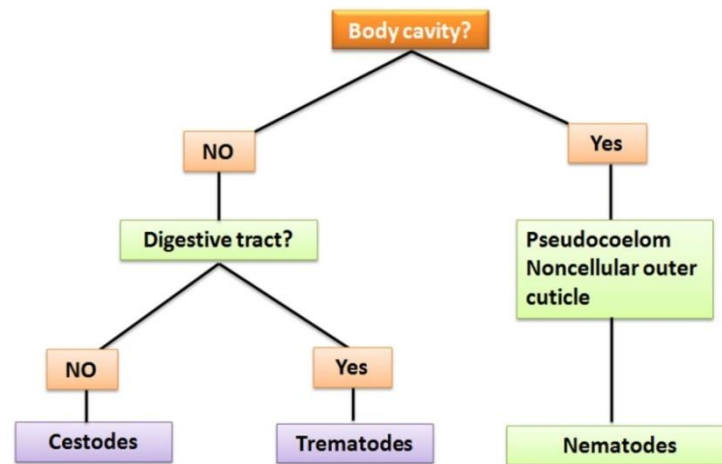 Body cavity?
NO
Yes
Digestive tract?
Pseudocoelom
Noncellular outer
cuticle
NO
Yes
Cestodes
Trematodes
Nematodes